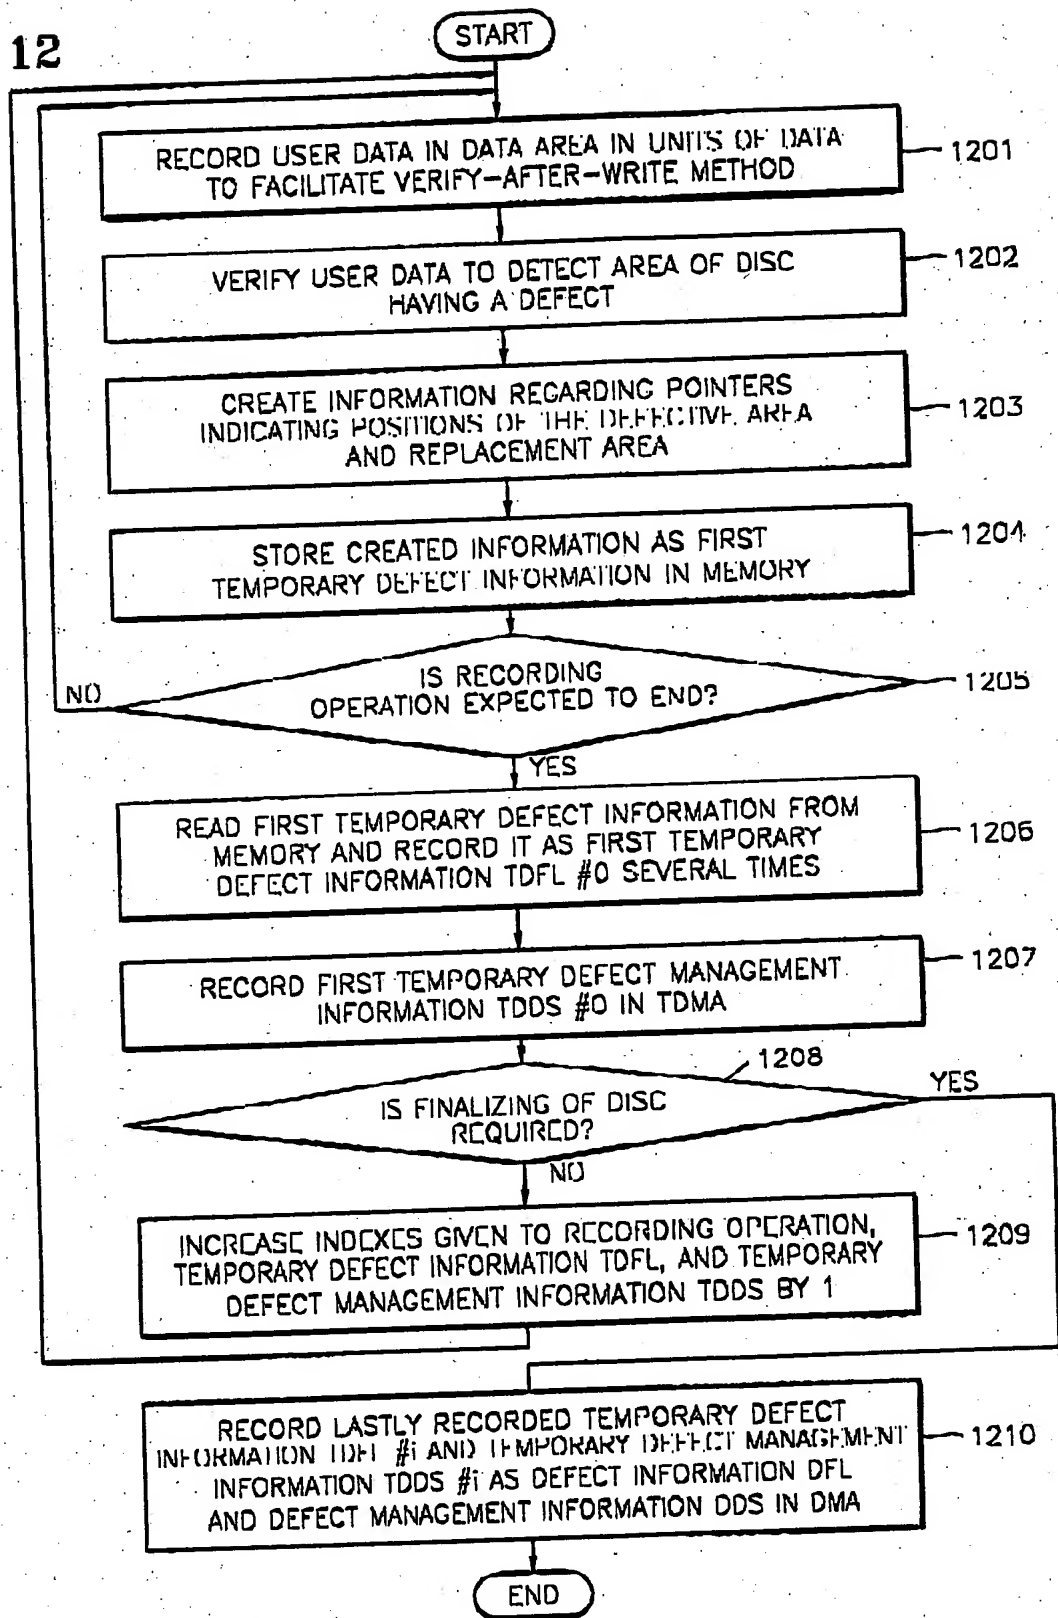 12
START
RECORD USER DATA IN DATA AREA IN UNITS OF DATA
TO FACILITATE VERIFY-AFTER-WRITE METHOD
1201
VERIFY USER DATA TO DETECT AREA OF DISC
HAVING A DEFECT
1202
CREATE INFORMATION REGARDING POINTERS
INDICATING POSITIONS OF THE DEFECTIVE AREA
AND REPLACEMENT AREA
1203
STORE CREATED INFORMATION AS FIRST
TEMPORARY DEFECT INFORMATION IN MEMORY
1204
IS RECORDING
OPERATION EXPECTED TO END?
1205
NO
YES
READ FIRST TEMPORARY DEFECT INFORMATION FROM
MEMORY AND RECORD IT AS FIRST TEMPORARY
DEFECT INFORMATION TDFL #0 SEVERAL TIMES
1206
RECORD FIRST TEMPORARY DEFECT MANAGEMENT
INFORMATION TDDS #0 IN TDMA
1207
1208
IS FINALIZING OF DISC
REQUIRED?
YES
NO
INCREASE INDEXES GIVEN TO RECORDING OPERATION,
TEMPORARY DEFECT INFORMATION TDFL, AND TEMPORARY
DEFECT MANAGEMENT INFORMATION TDDS BY 1
1209
RECORD LASTLY RECORDED TEMPORARY DEFECT
INFORMATION TDFL #i AND TEMPORARY DEFECT MANAGEMENT
INFORMATION TDDS #i AS DEFECT INFORMATION DFL
AND DEFECT MANAGEMENT INFORMATION DDS IN DMA
1210
END